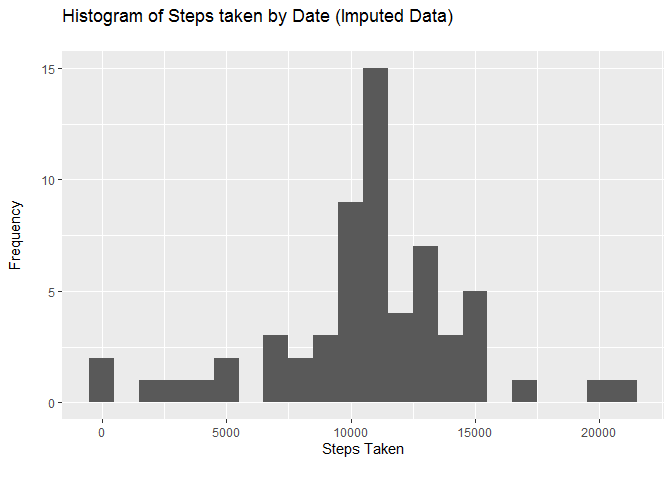 Histogram of Steps taken by Date (Imputed Data)
15
10
5
0
Frequency
0 5000 10000 15000 20000
Steps Taken